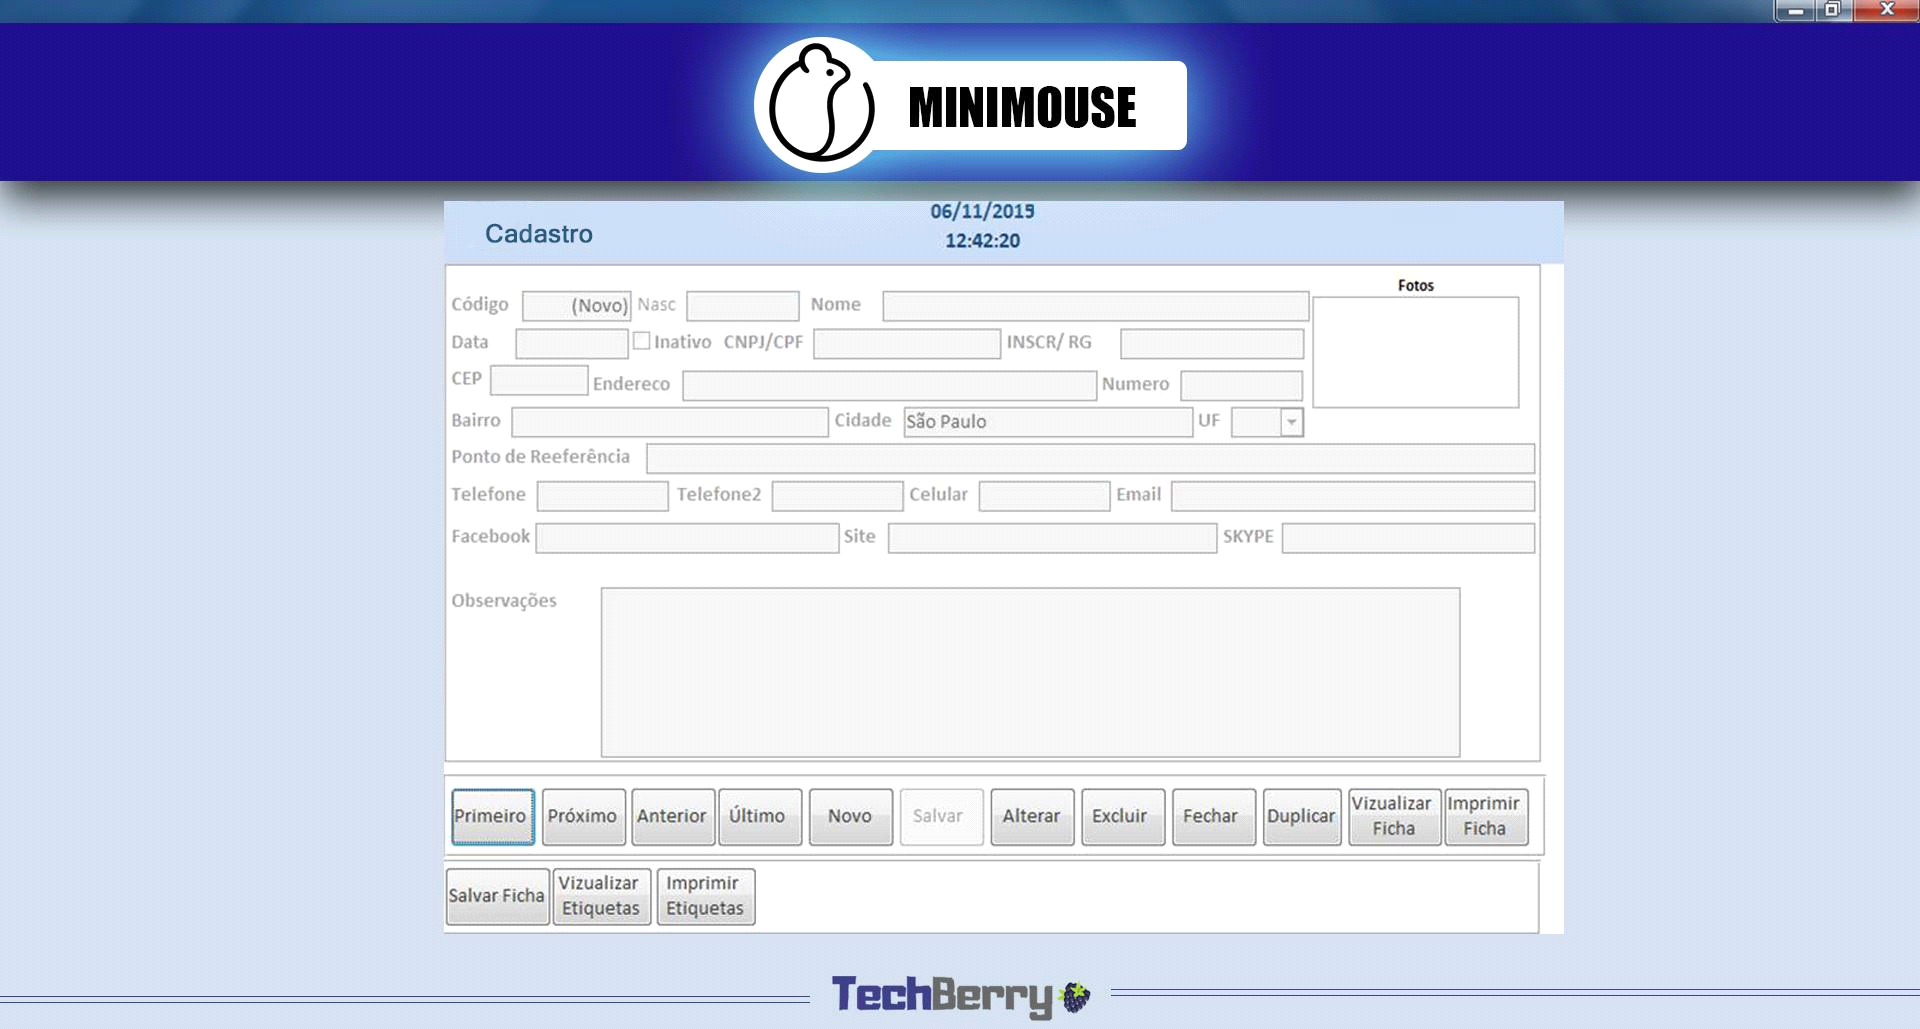 MINIMOUSE
Cadastro
06/11/2015
12:42:20
Fotos
Código (Novo) Nasc Nome
Data Inativo CNPJ/CPF INSCR/ RG
CEP Endereco Numero
Bairro Cidade São Paulo UF
Ponto de Reeferência
Telefone Telefone2 Celular Email
Facebook Site SKYPE
Observações
Primeiro Próximo Anterior Último Novo Salvar Alterar Excluir Fechar Duplicar Vizualizar Ficha Imprimir Ficha
Salvar Ficha Vizualizar Etiquetas Imprimir Etiquetas
TechBerry